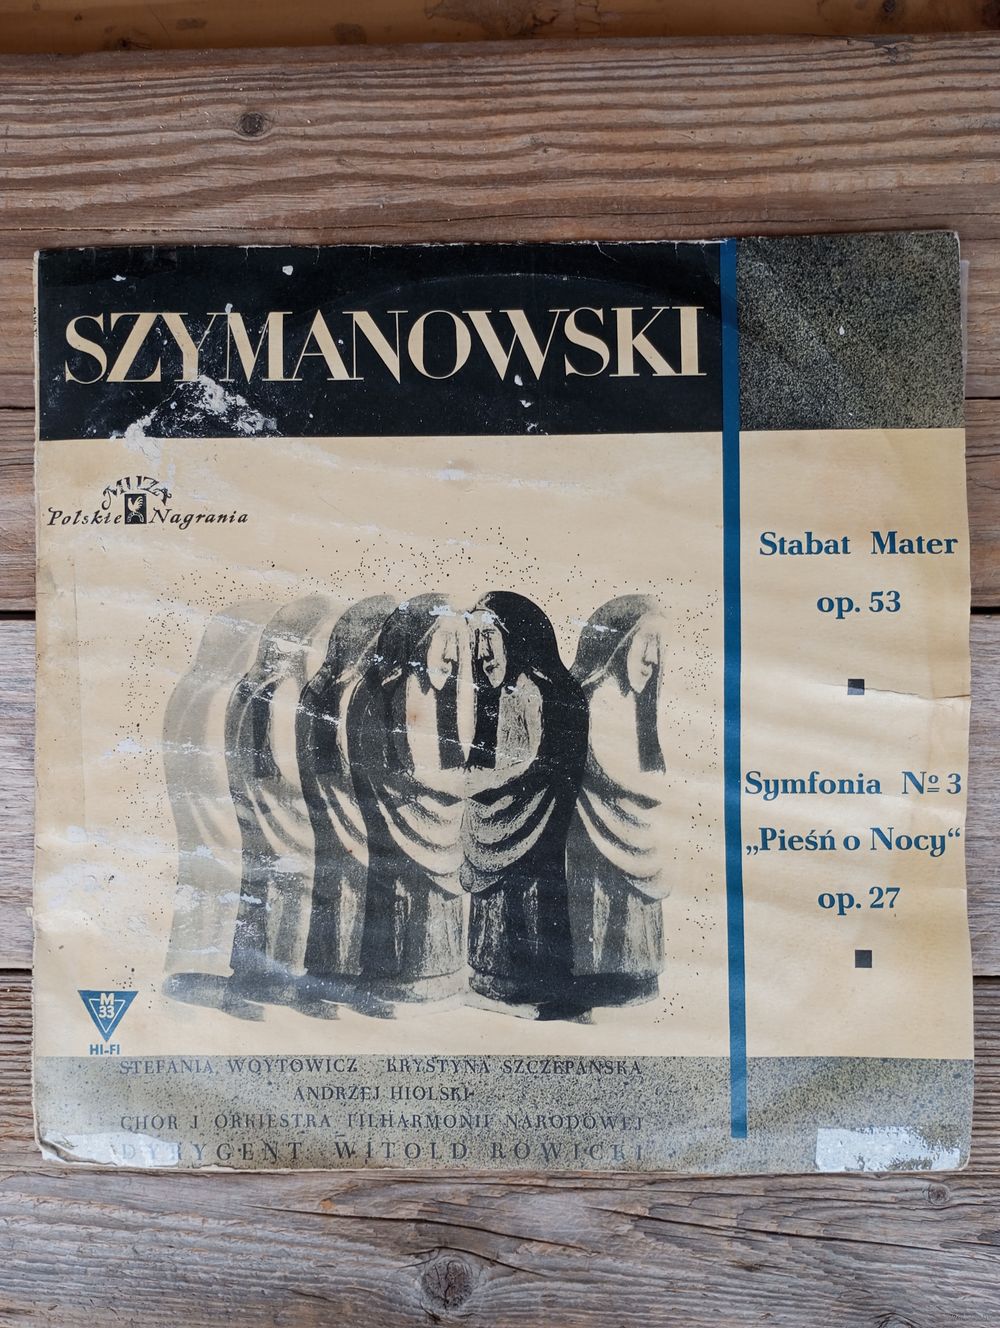 SZYMANOWSKI
MUZA
Polskie Nagrania
Stabat Mater
op. 53
Symfonia № 3
„Pieśń o Nocy“
op. 27
M
33
HI-FI
STEFANIA WOYTOWICZ KRYSTYNA SZCZEPAŃSKA
ANDRZEJ HIOLSKI
CHÓR I ORKIESTRA FILHARMONII NARODOWEJ
DYRYGENT WITOLD ROWICKI